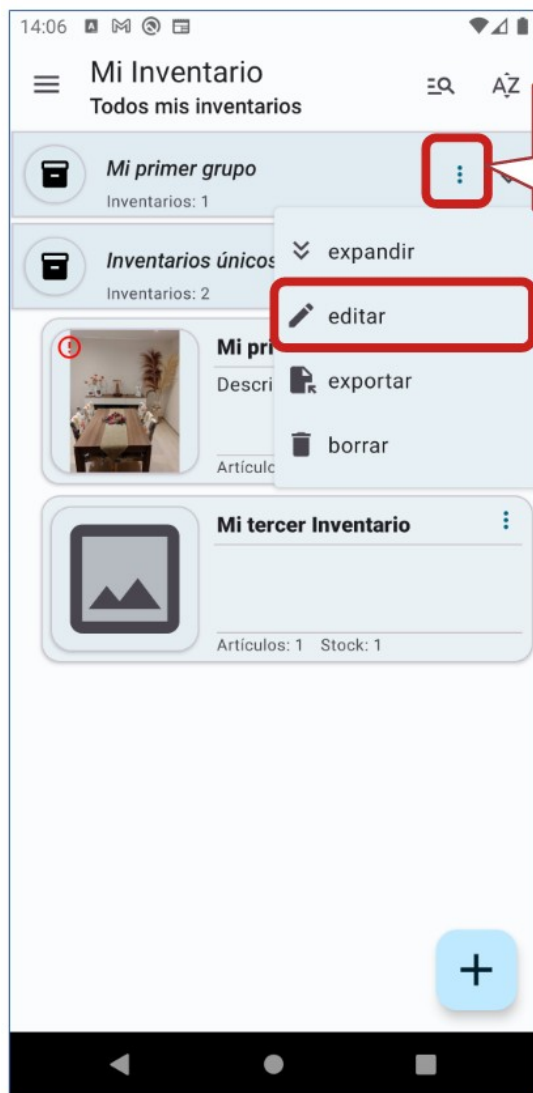 14:06
Mi Inventario
Todos mis inventarios
AZ
Mi primer grupo
Inventarios: 1
Inventarios únicos
Inventarios: 2
expandir
editar
exportar
borrar
Mi pri
Descri
Artículo
Mi tercer Inventario
Artículos: 1 Stock: 1